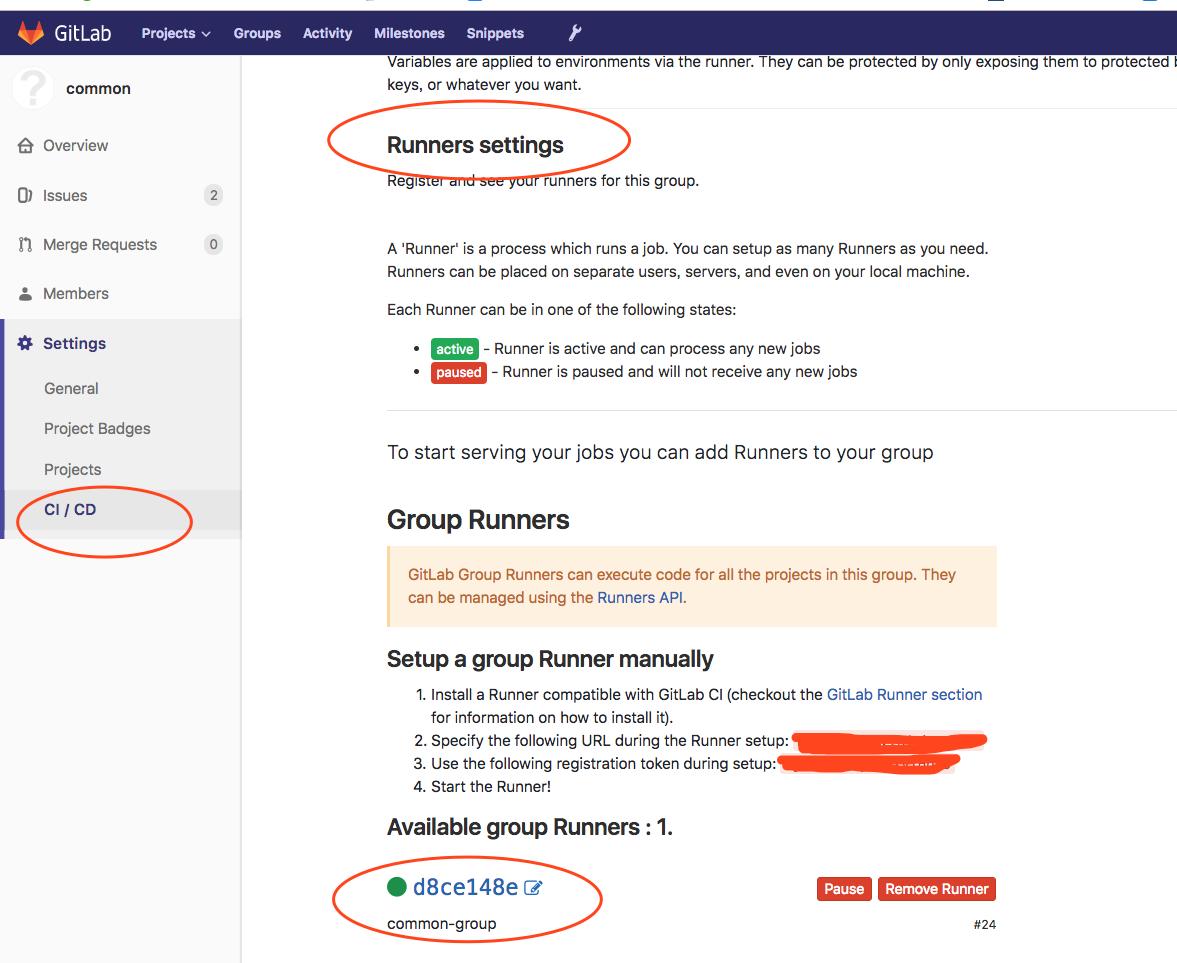 GitLab Projects Groups Activity Milestones Snippets
common
Overview
Issues 2
Merge Requests 0
Members
Settings
General
Project Badges
Projects
CI / CD
Variables are applied to environments via the runner. They can be protected by only exposing them to protected
keys, or whatever you want.
Runners settings
Register and see your runners for this group.
A 'Runner' is a process which runs a job. You can setup as many Runners as you need.
Runners can be placed on separate users, servers, and even on your local machine.
Each Runner can be in one of the following states:
• active - Runner is active and can process any new jobs
• paused - Runner is paused and will not receive any new jobs
To start serving your jobs you can add Runners to your group
Group Runners
GitLab Group Runners can execute code for all the projects in this group. They
can be managed using the Runners API.
Setup a group Runner manually
1. Install a Runner compatible with GitLab CI (checkout the GitLab Runner section
for information on how to install it).
2. Specify the following URL during the Runner setup:
3. Use the following registration token during setup:
4. Start the Runner!
Available group Runners : 1.
d8ce148e Pause Remove Runner
common-group #24